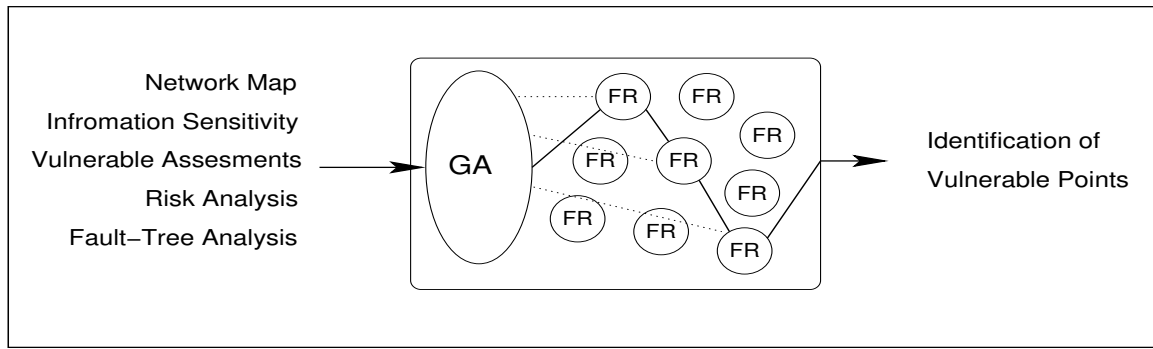 Network Map
Infromation Sensitivity
Vulnerable Assesments
Risk Analysis
Fault−Tree Analysis
GA
FR
FR
FR
FR
FR
FR
FR
FR
FR
Identification of
Vulnerable Points